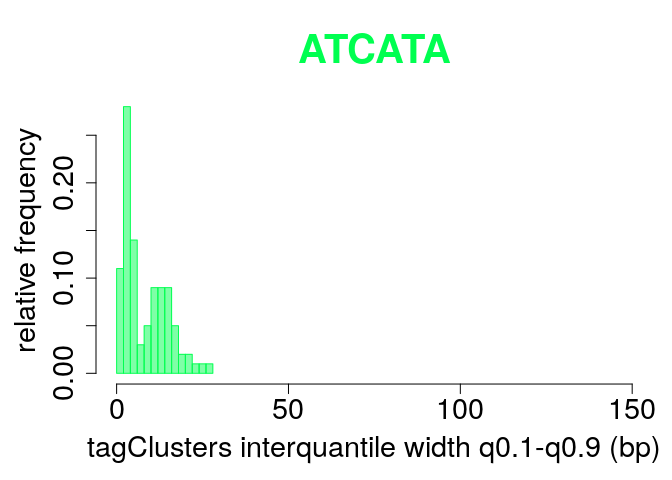 ATCATA
relative frequency
0.20
0.10
0.00
0 50 100 150
tagClusters interquantile width q0.1-q0.9 (bp)